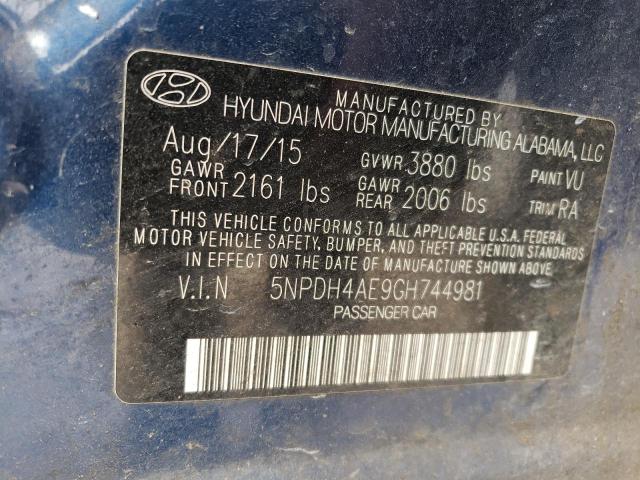 MANUFACTURED BY
HYUNDAI MOTOR MANUFACTURING ALABAMA, LLC
Aug/17/15 GVWR 3880 lbs PAINT VU
GAWR FRONT 2161 lbs GAWR REAR 2006 lbs TRIM RA
THIS VEHICLE CONFORMS TO ALL APPLICABLE U.S.A. FEDERAL
MOTOR VEHICLE SAFETY, BUMPER, AND THEFT PREVENTION STANDARDS
IN EFFECT ON THE DATE OF MANUFACTURE SHOWN ABOVE.
V.I.N 5NPDH4AE9GH744981
PASSENGER CAR